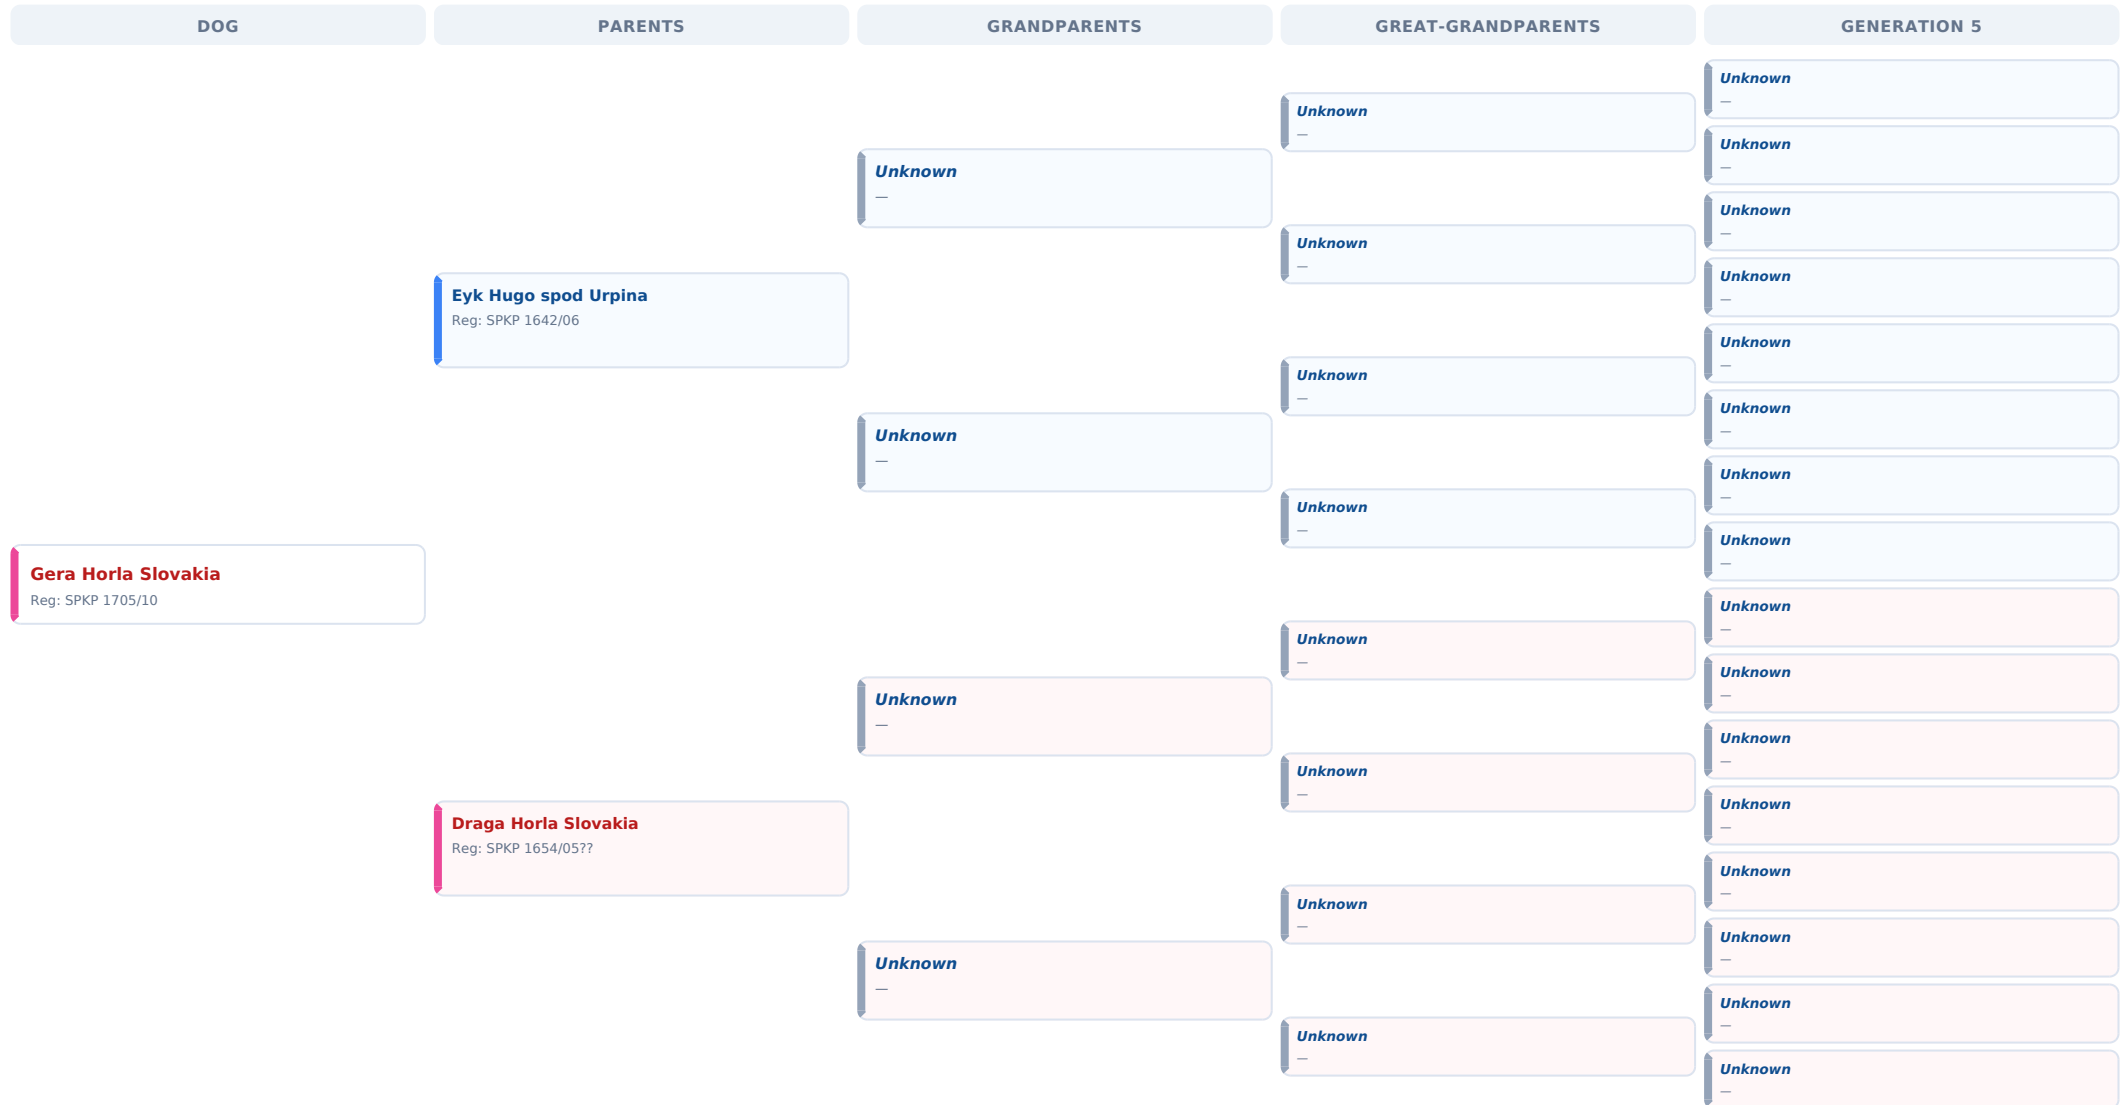 DOG
PARENTS
GRANDPARENTS
GREAT-GRANDPARENTS
GENERATION 5
Gera Horla Slovakia
Reg: SPKP 1705/10
Eyk Hugo spod Urpina
Reg: SPKP 1642/06
Draga Horla Slovakia
Reg: SPKP 1654/05??
Unknown
—
Unknown
—
Unknown
—
Unknown
—
Unknown
—
Unknown
—
Unknown
—
Unknown
—
Unknown
—
Unknown
—
Unknown
—
Unknown
—
Unknown
—
Unknown
—
Unknown
—
Unknown
—
Unknown
—
Unknown
—
Unknown
—
Unknown
—
Unknown
—
Unknown
—
Unknown
—
Unknown
—
Unknown
—
Unknown
—
Unknown
—
Unknown
—